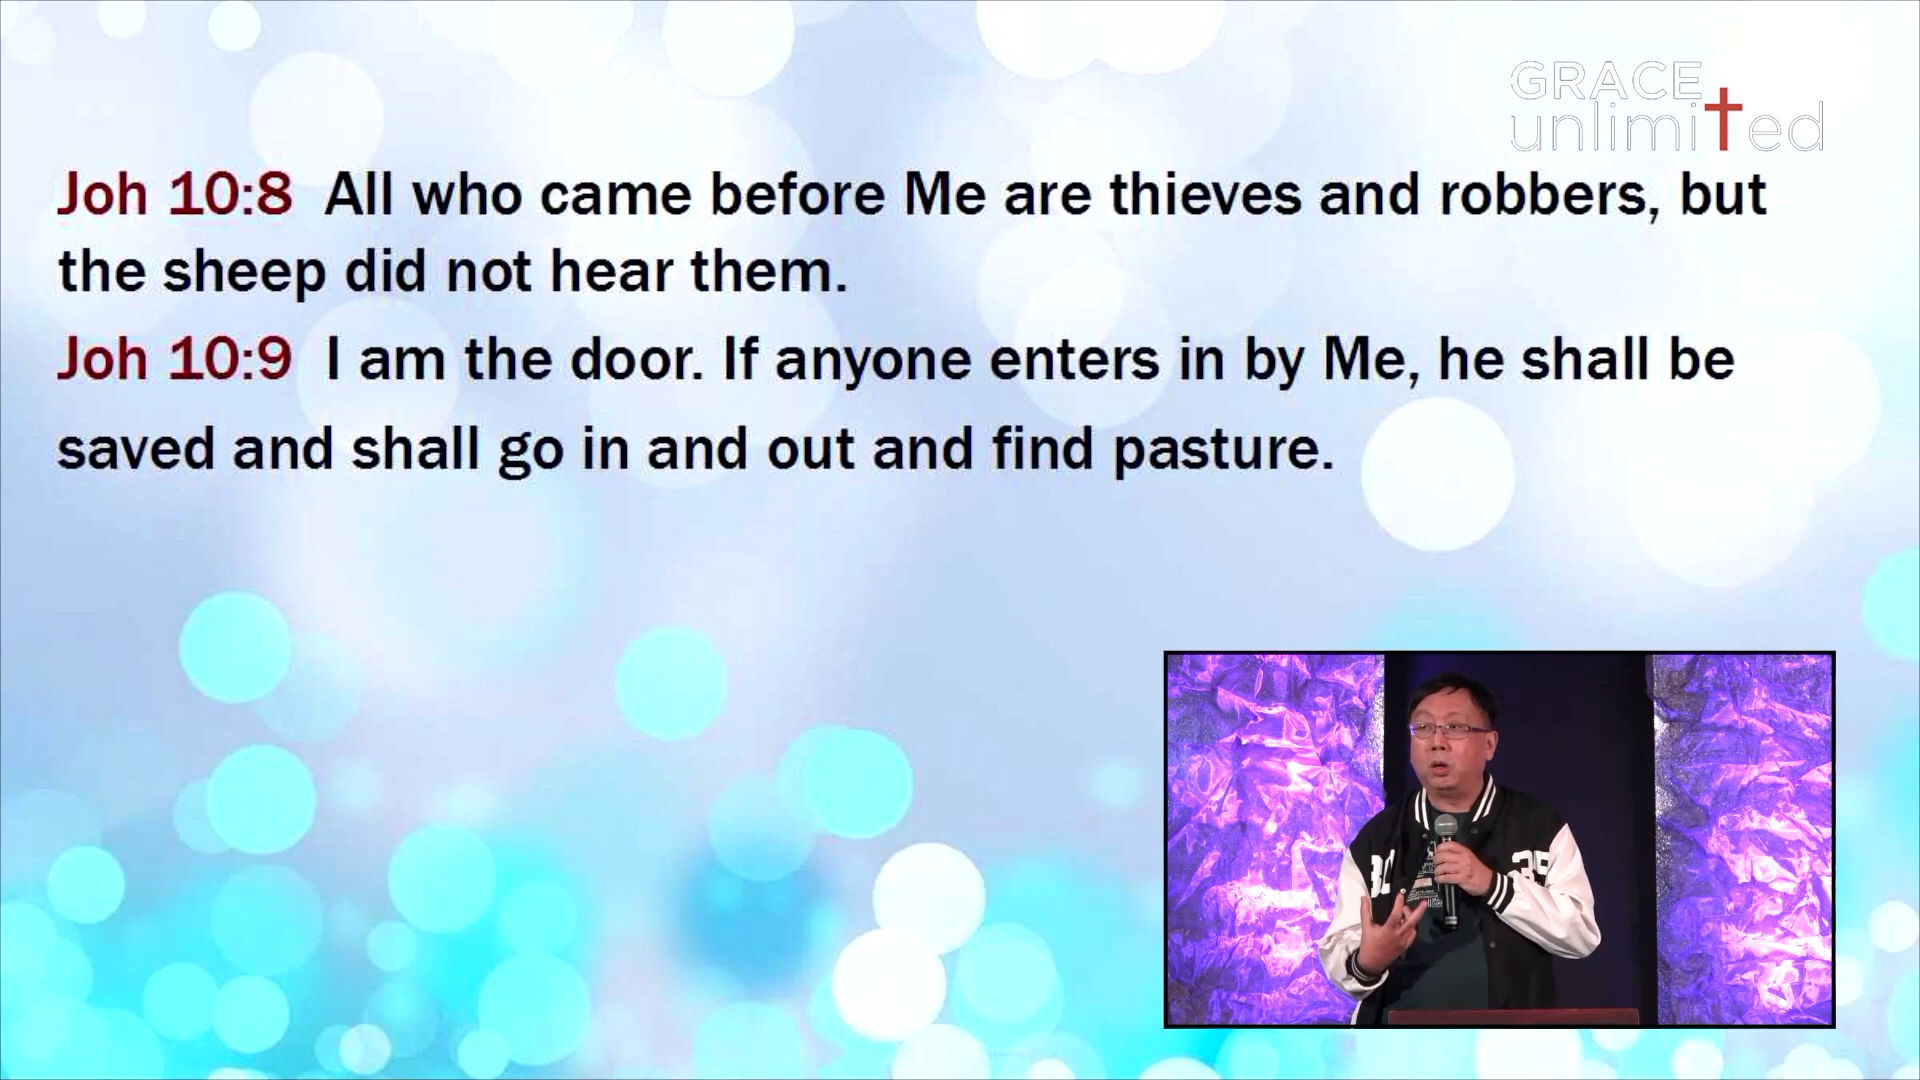 GRACE
unlimited
Joh 10:8 All who came before Me are thieves and robbers, but
the sheep did not hear them.
Joh 10:9 I am the door. If anyone enters in by Me, he shall be
saved and shall go in and out and find pasture.
35